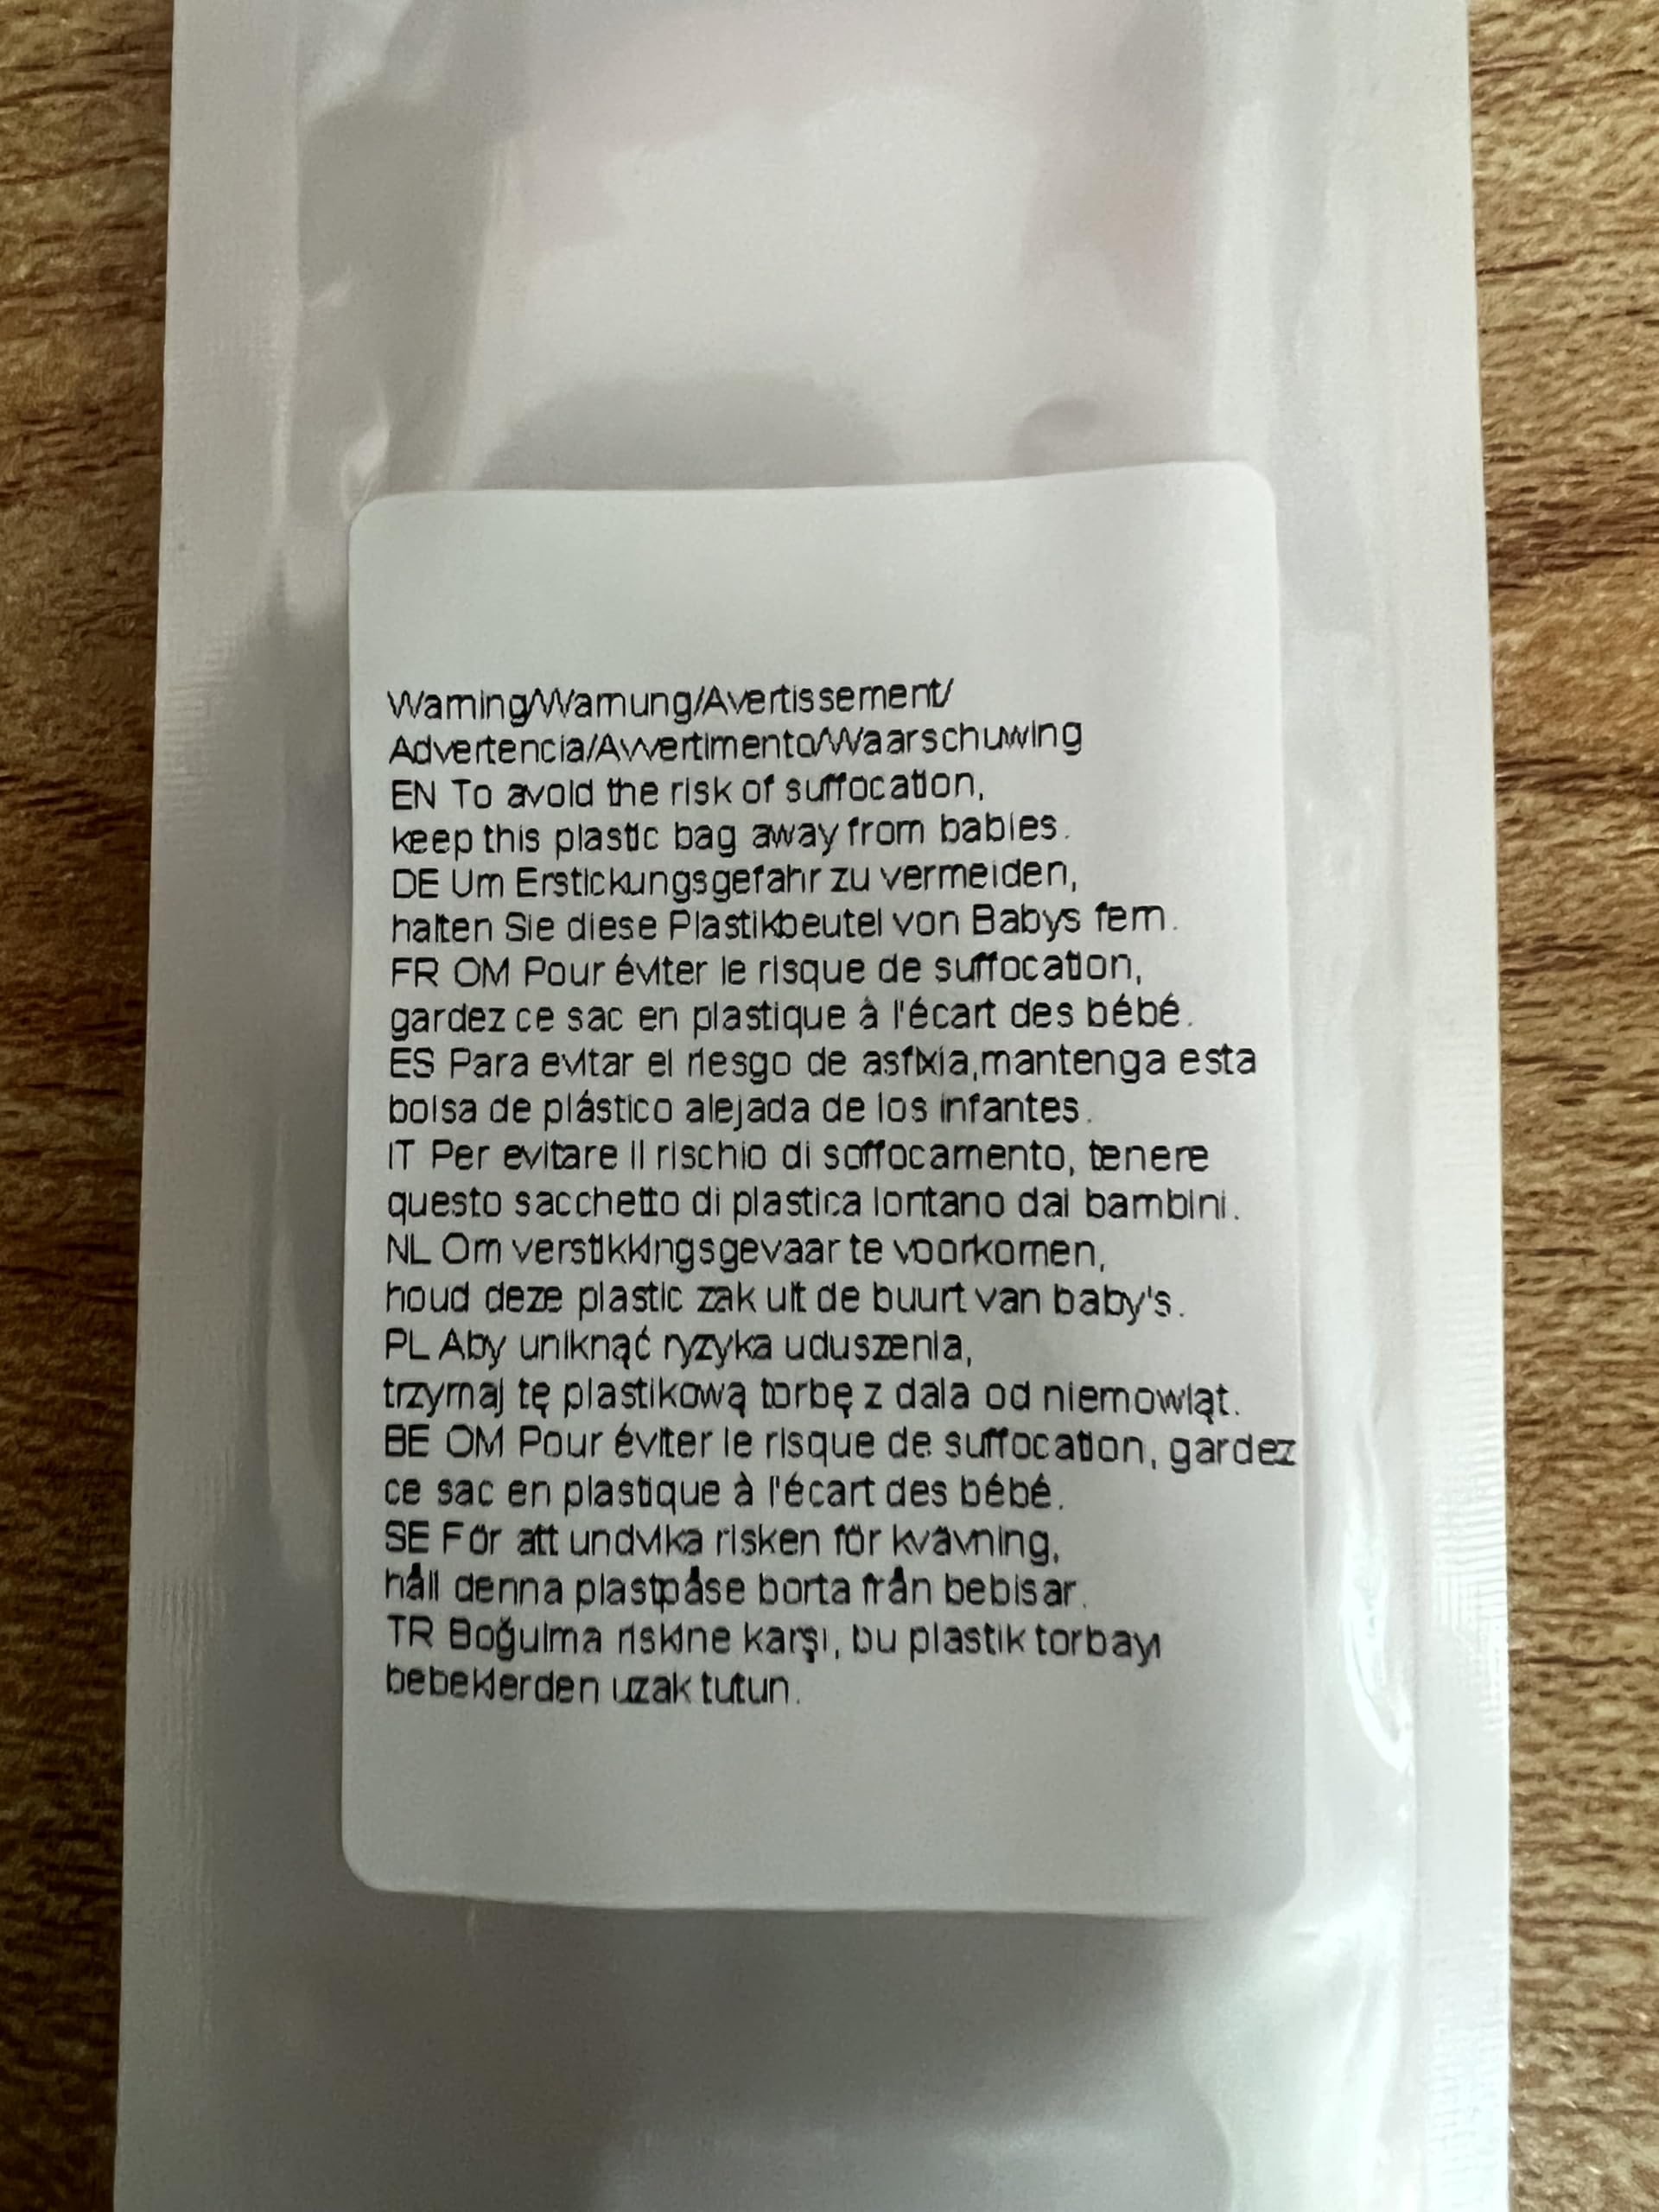 Warning/Warnung/Avertissement/
Advertencia/Avvertimento/Waarschuwing
EN To avoid the risk of suffocation,
keep this plastic bag away from babies.
DE Um Erstickungsgefahr zu vermeiden,
halten Sie diese Plastikbeutel von Babys fern.
FR OM Pour éviter le risque de suffocation,
gardez ce sac en plastique à l'écart des bébé.
ES Para evitar el riesgo de asfixia,mantenga esta
bolsa de plástico alejada de los infantes.
IT Per evitare il rischio di soffocamento, tenere
questo sacchetto di plastica lontano dai bambini.
NL Om verstikkingsgevaar te voorkomen,
houd deze plastic zak uit de buurt van baby's.
PL Aby uniknąć ryzyka uduszenia,
trzymaj tę plastikową torbę z dala od niemowląt.
BE OM Pour éviter le risque de suffocation, gardez
ce sac en plastique à l'écart des bébé.
SE För att undvika risken för kvävning,
håll denna plastpåse borta från bebisar.
TR Boğulma riskine karşı, bu plastik torbayı
bebeklerden uzak tutun.